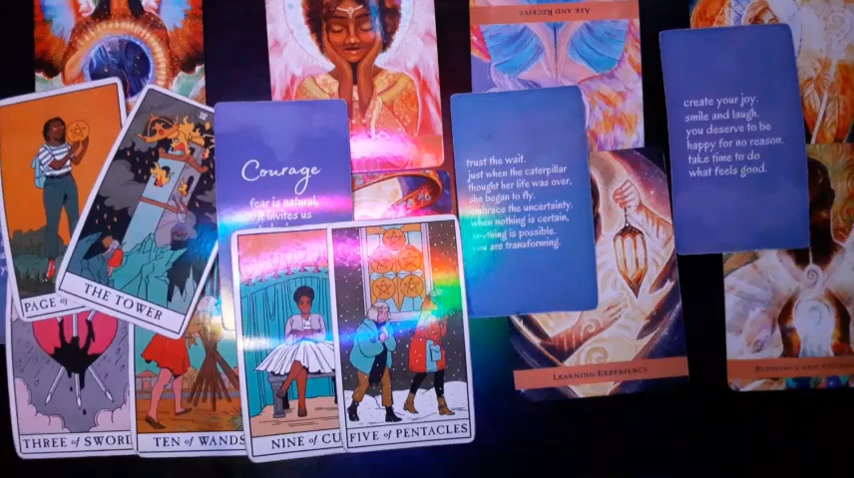 ASK AND RECEIVE
create your joy.
smile and laugh.
you deserve to be
happy for no reason.
take time to do
what feels good.
trust the wait.
just when the caterpillar
thought her life was over,
she began to fly.
embrace the uncertainty.
when nothing is certain,
anything is possible.
you are transforming.
Courage
fear is natural,
it invites us
PAGE of
THE TOWER
LEARNING EXPERIENCE
THREE of SWORD
TEN of WANDS
NINE of CU
FIVE of PENTACLES